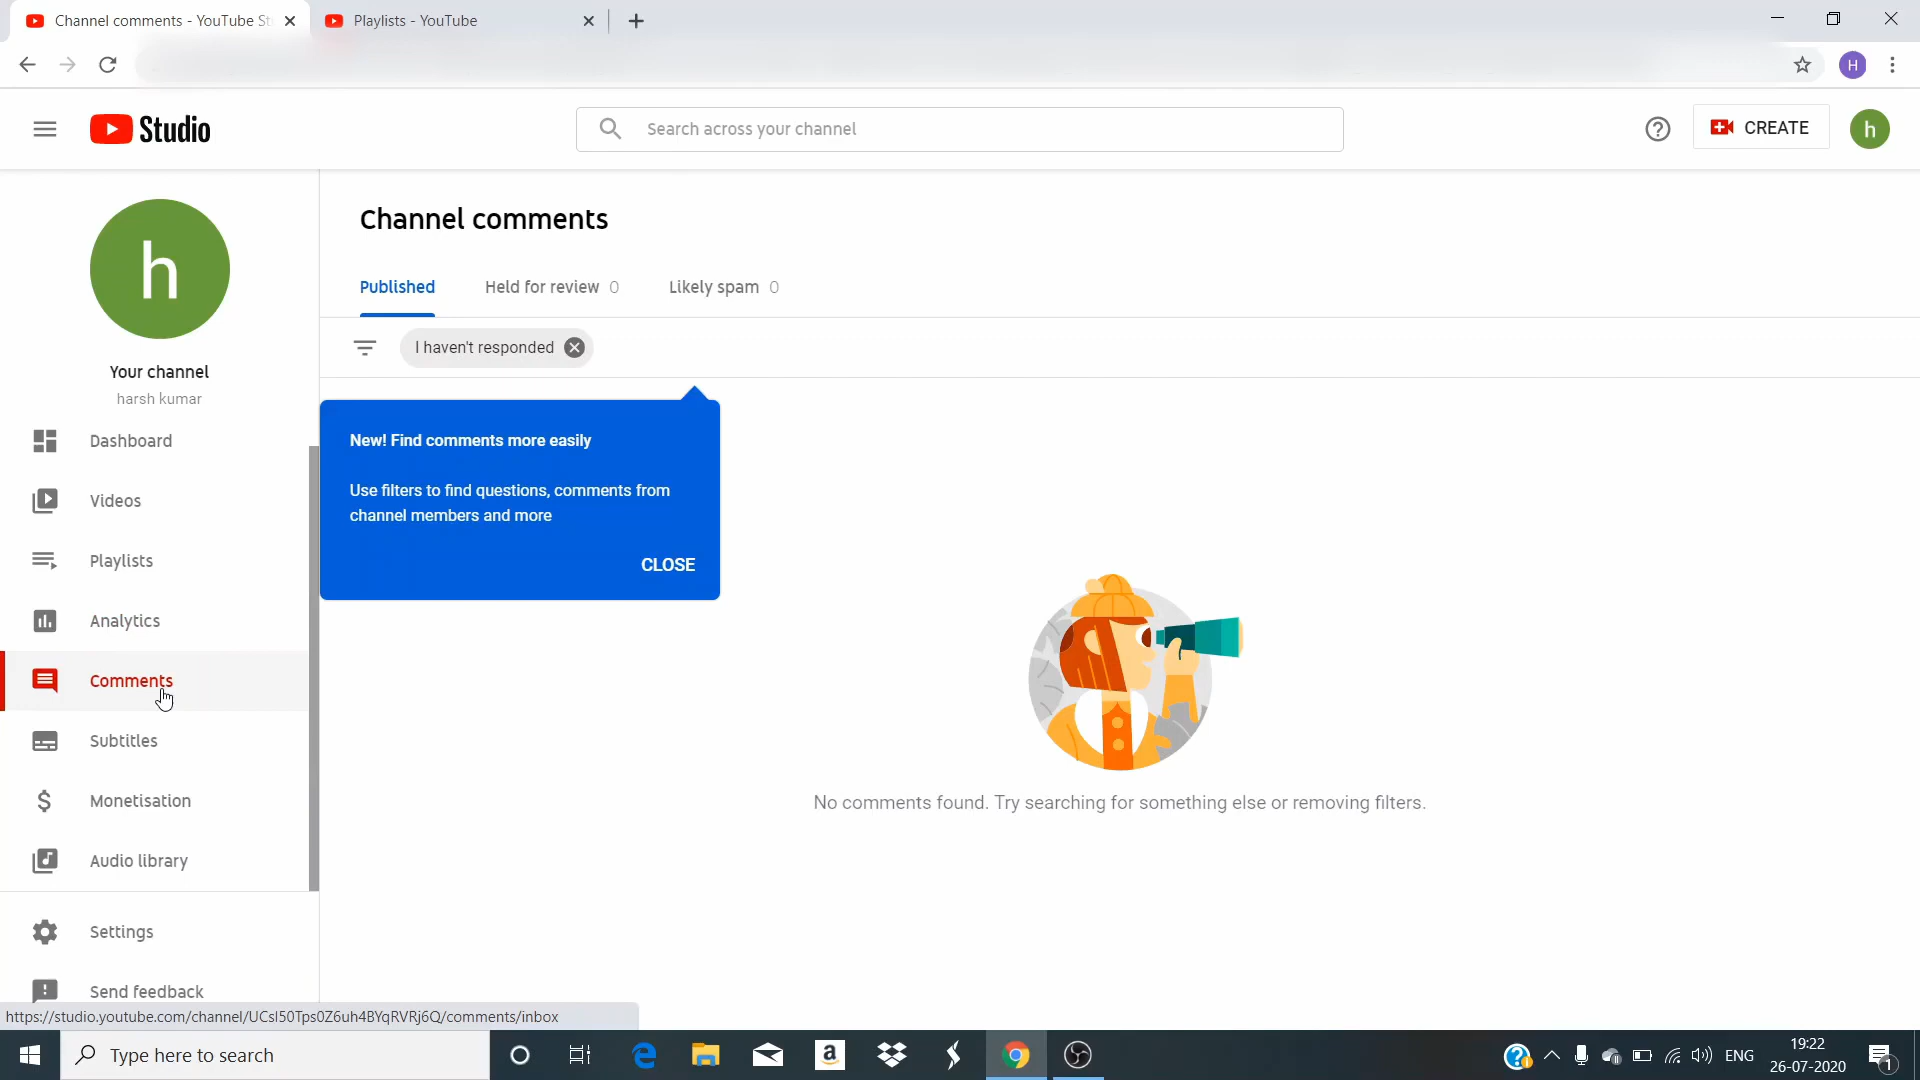 Channel comments - YouTube St
Playlists - YouTube
H
Studio
Search across your channel
CREATE
h
h
Your channel
harsh kumar
Dashboard
Videos
Playlists
Analytics
Comments
Subtitles
Monetisation
Audio library
Settings
Send feedback
Channel comments
Published
Held for review 0
Likely spam 0
I haven't responded
New! Find comments more easily
Use filters to find questions, comments from
channel members and more
CLOSE
No comments found. Try searching for something else or removing filters.
https://studio.youtube.com/channel/UCsl50Tps0Z6uh4BYqRVRj6Q/comments/inbox
Type here to search
a
ENG
19:22
26-07-2020
1